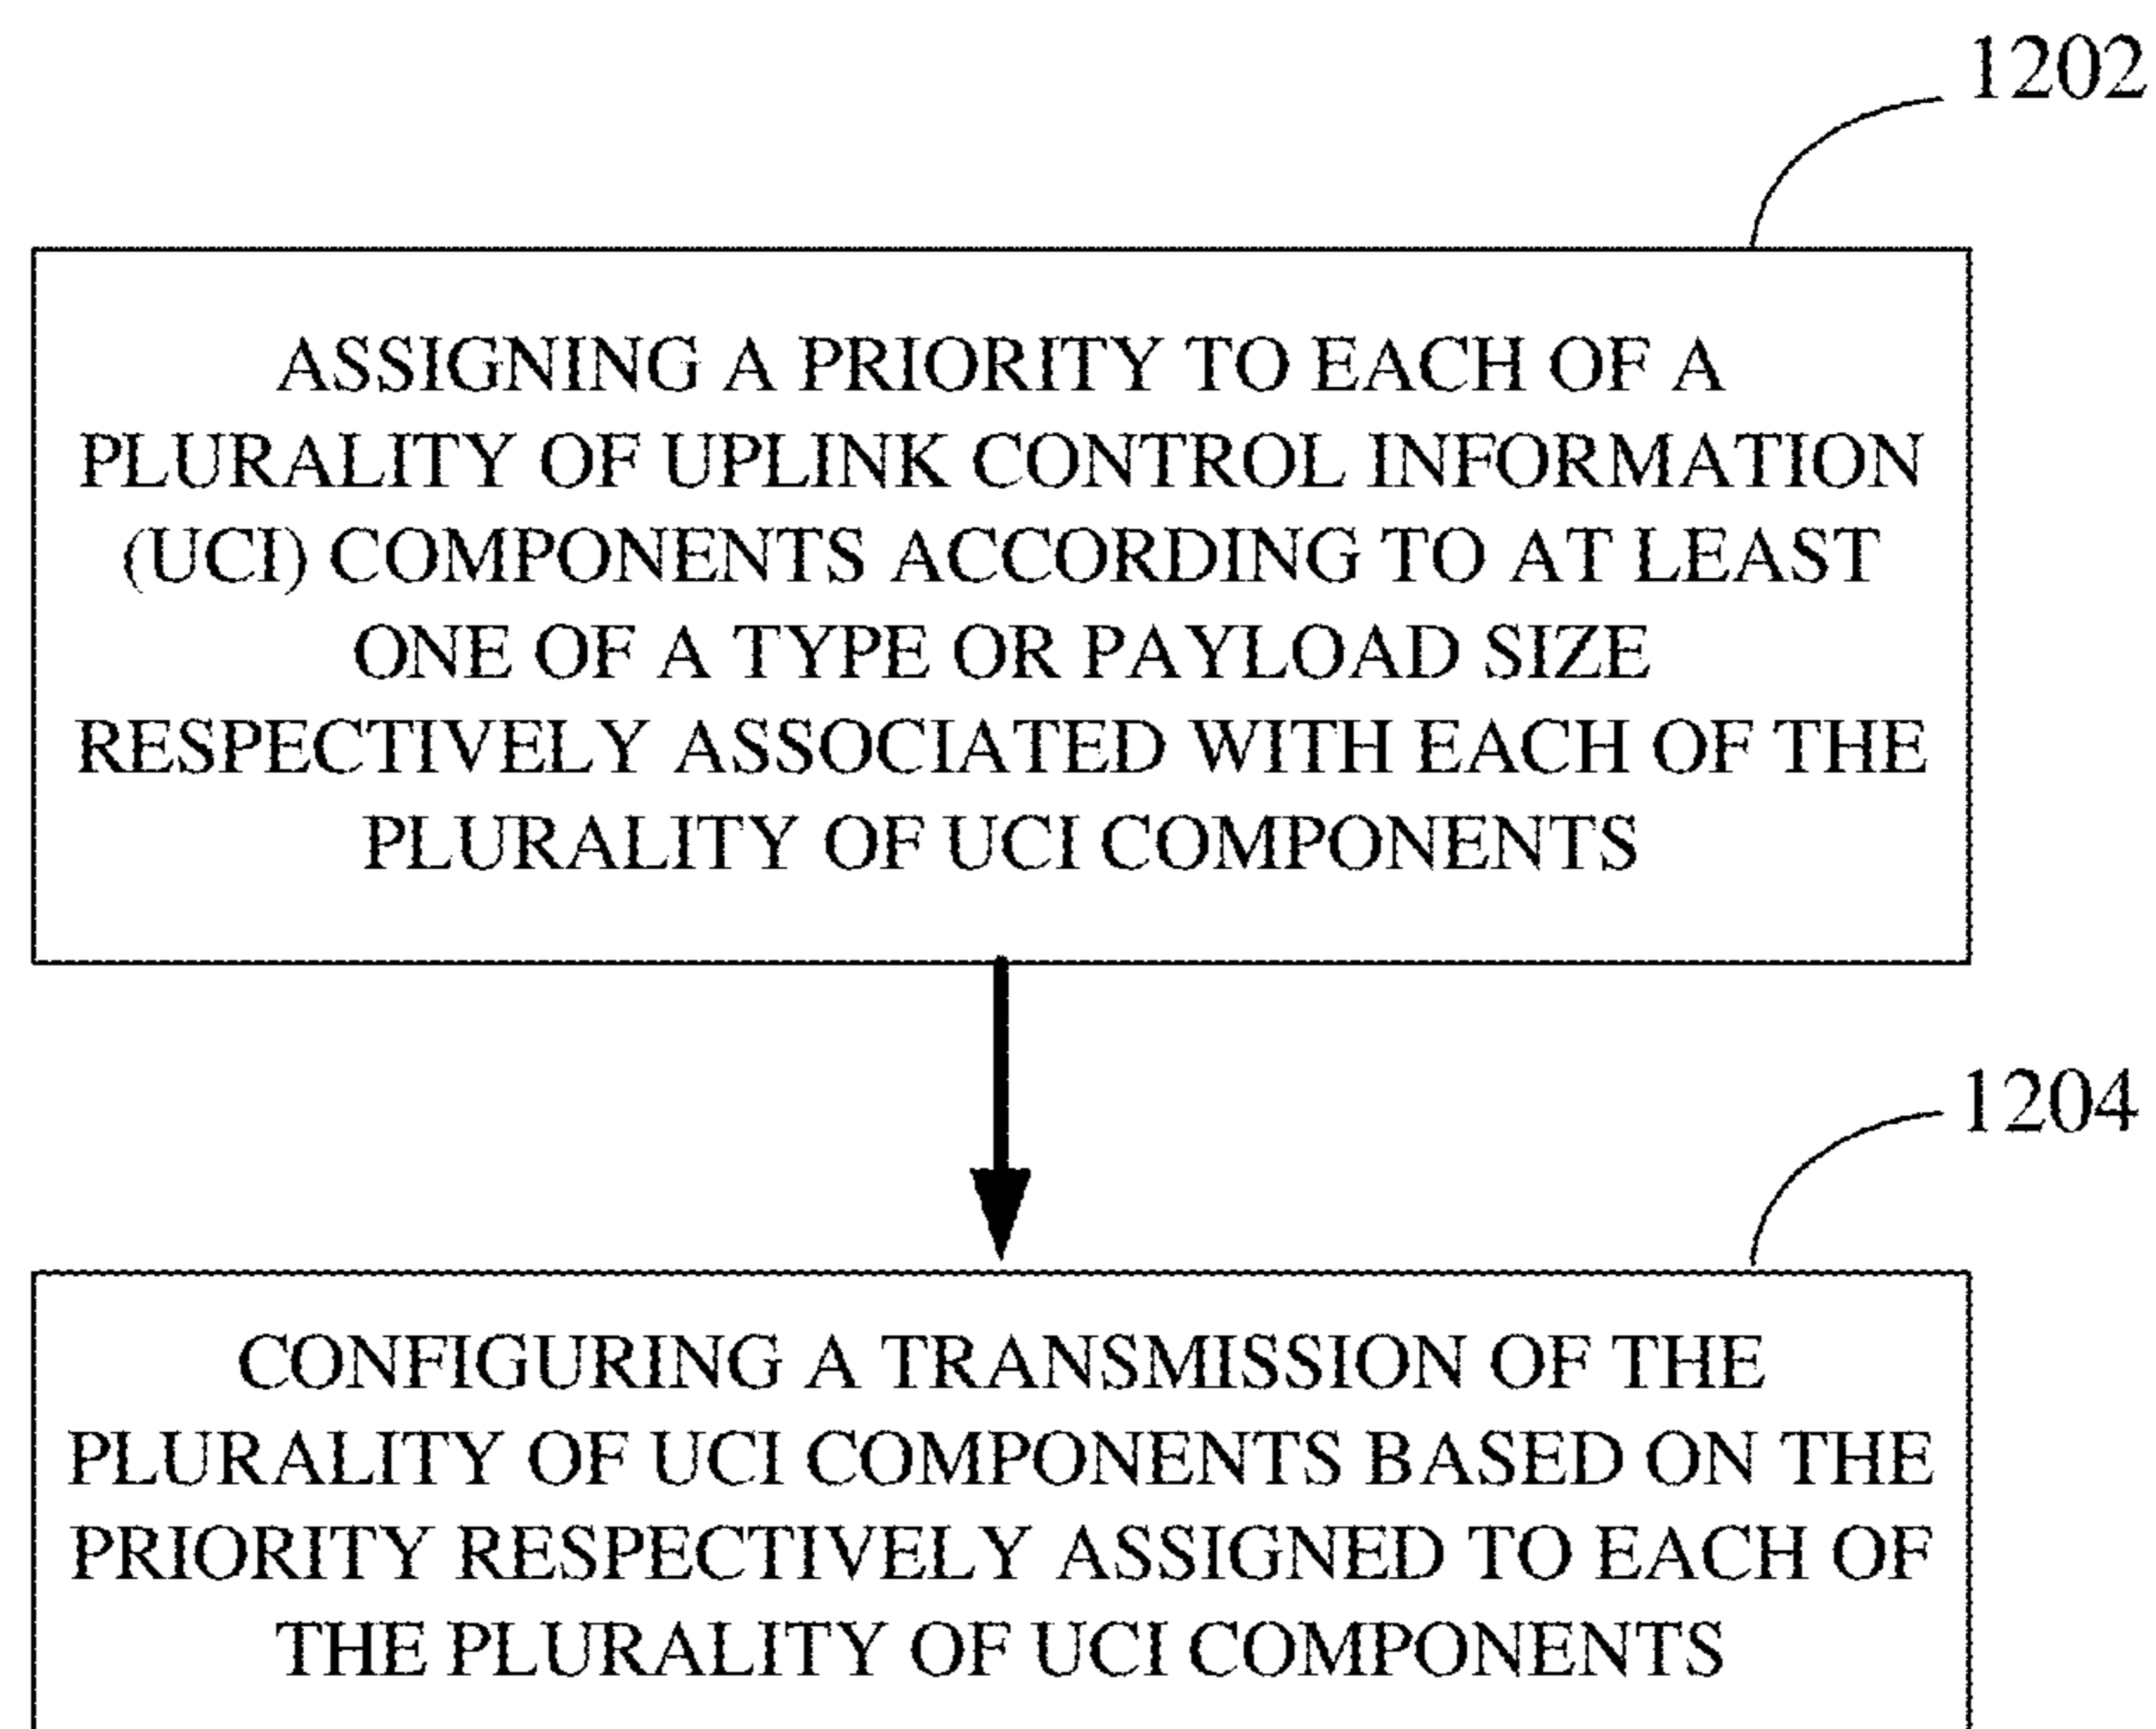 1202
ASSIGNING A PRIORITY TO EACH OF A
PLURALITY OF UPLINK CONTROL INFORMATION
(UCI) COMPONENTS ACCORDING TO AT LEAST
ONE OF A TYPE OR PAYLOAD SIZE
RESPECTIVELY ASSOCIATED WITH EACH OF THE
PLURALITY OF UCI COMPONENTS
1204
CONFIGURING A TRANSMISSION OF THE
PLURALITY OF UCI COMPONENTS BASED ON THE
PRIORITY RESPECTIVELY ASSIGNED TO EACH OF
THE PLURALITY OF UCI COMPONENTS